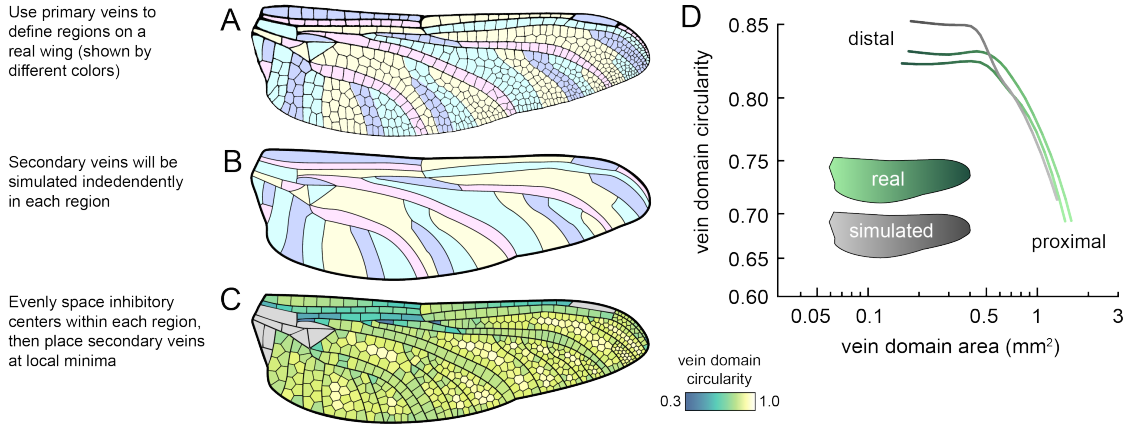 Use primary veins to
define regions on a
real wing (shown by
different colors)
A
Secondary veins will be
simulated indedendently
in each region
B
Evenly space inhibitory
centers within each region,
then place secondary veins
at local minima
C
vein domain
circularity
0.3 1.0
D
vein domain circularity
0.85
0.80
0.75
0.70
0.65
0.60
distal
real
simulated
proximal
0.05 0.1 0.5 1 3
vein domain area (mm²)